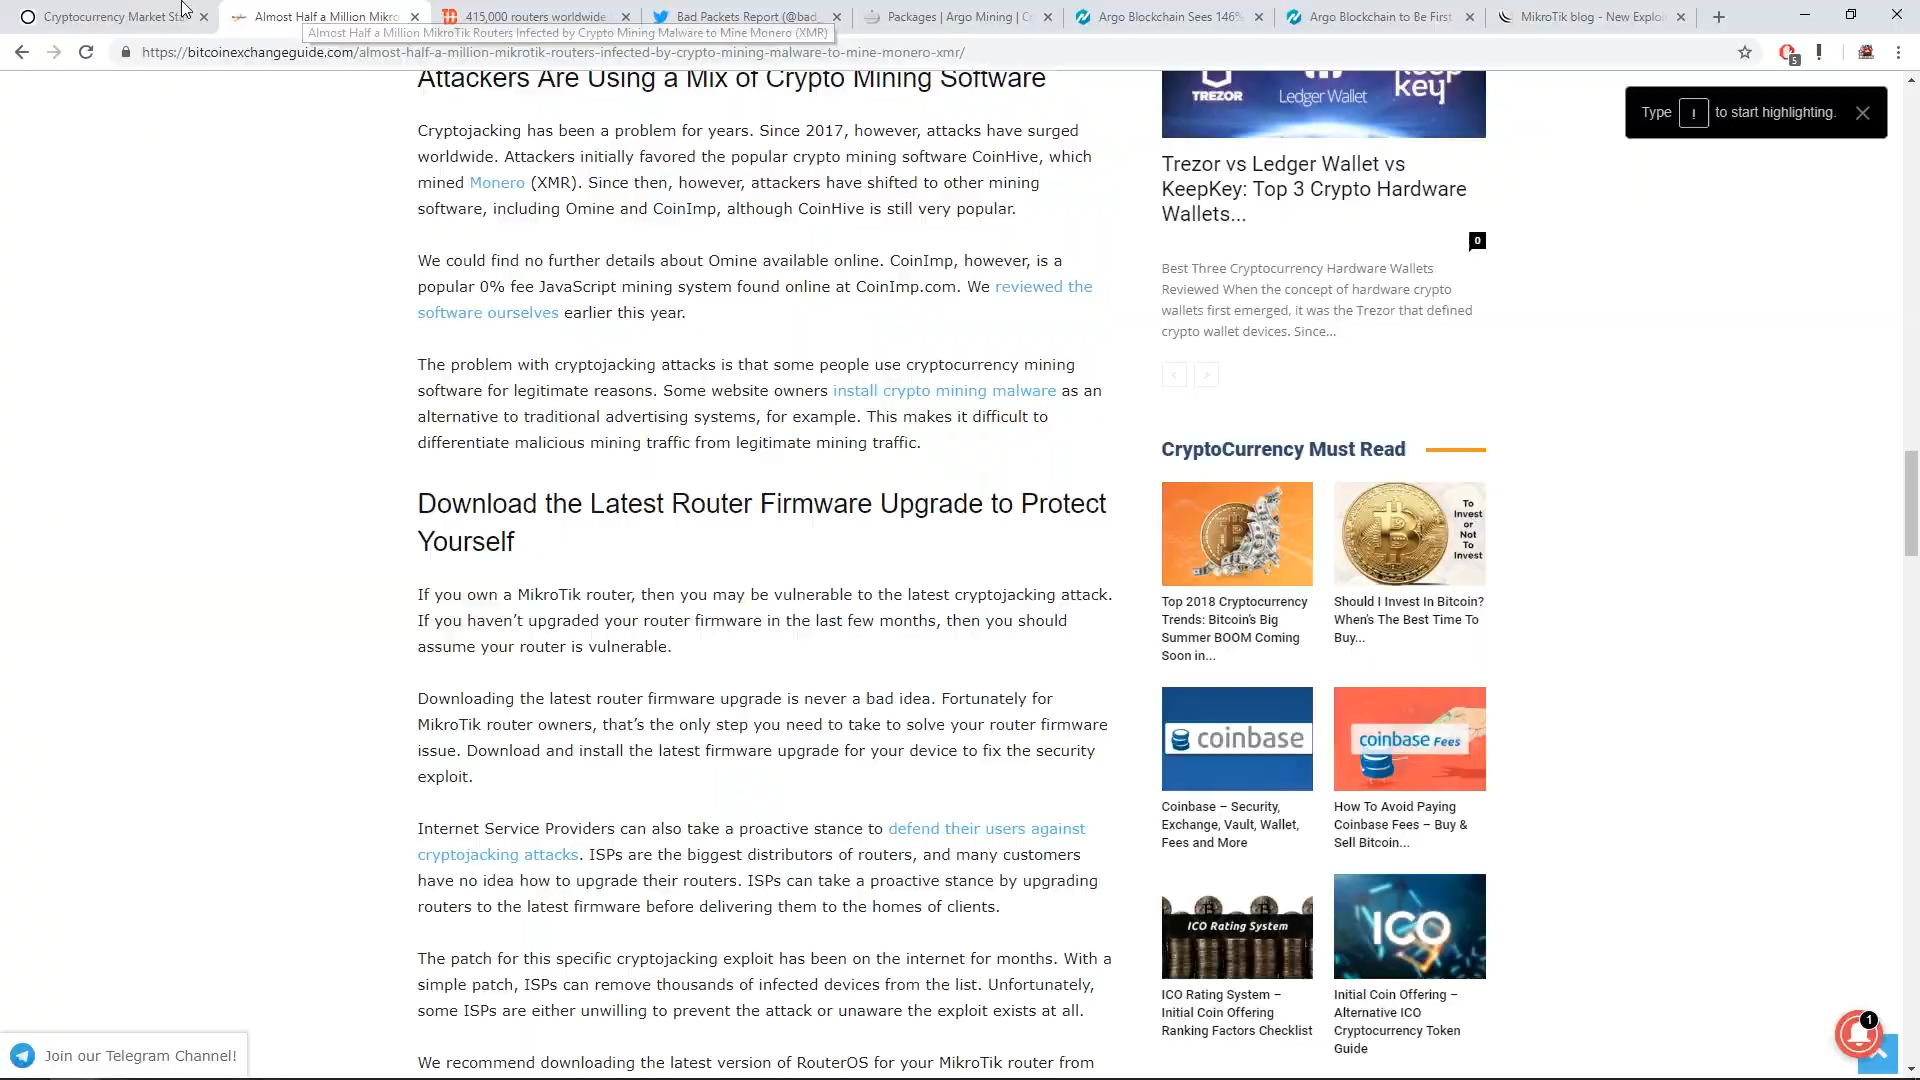 Cryptocurrency Market Sta
Almost Half a Million Mikro
415,000 routers worldwide
Bad Packets Report (@bad_
Packages | Argo Mining | C
Argo Blockchain Sees 146%
Argo Blockchain to Be First
MikroTik blog - New Exploi
Almost Half a Million MikroTik Routers Infected by Crypto Mining Malware to Mine Monero (XMR)
https://bitcoinexchangeguide.com/almost-half-a-million-mikrotik-routers-infected-by-crypto-mining-malware-to-mine-monero-xmr/
5
Type ! to start highlighting.
Attackers Are Using a Mix of Crypto Mining Software
Cryptojacking has been a problem for years. Since 2017, however, attacks have surged
worldwide. Attackers initially favored the popular crypto mining software CoinHive, which
mined Monero (XMR). Since then, however, attackers have shifted to other mining
software, including Omine and CoinImp, although CoinHive is still very popular.
We could find no further details about Omine available online. CoinImp, however, is a
popular 0% fee JavaScript mining system found online at CoinImp.com. We reviewed the
software ourselves earlier this year.
The problem with cryptojacking attacks is that some people use cryptocurrency mining
software for legitimate reasons. Some website owners install crypto mining malware as an
alternative to traditional advertising systems, for example. This makes it difficult to
differentiate malicious mining traffic from legitimate mining traffic.
Download the Latest Router Firmware Upgrade to Protect
Yourself
If you own a MikroTik router, then you may be vulnerable to the latest cryptojacking attack.
If you haven’t upgraded your router firmware in the last few months, then you should
assume your router is vulnerable.
Downloading the latest router firmware upgrade is never a bad idea. Fortunately for
MikroTik router owners, that’s the only step you need to take to solve your router firmware
issue. Download and install the latest firmware upgrade for your device to fix the security
exploit.
Internet Service Providers can also take a proactive stance to defend their users against
cryptojacking attacks. ISPs are the biggest distributors of routers, and many customers
have no idea how to upgrade their routers. ISPs can take a proactive stance by upgrading
routers to the latest firmware before delivering them to the homes of clients.
The patch for this specific cryptojacking exploit has been on the internet for months. With a
simple patch, ISPs can remove thousands of infected devices from the list. Unfortunately,
some ISPs are either unwilling to prevent the attack or unaware the exploit exists at all.
We recommend downloading the latest version of RouterOS for your MikroTik router from
TREZOR
Ledger Wallet
keep
key
Trezor vs Ledger Wallet vs
KeepKey: Top 3 Crypto Hardware
Wallets...
0
Best Three Cryptocurrency Hardware Wallets
Reviewed When the concept of hardware crypto
wallets first emerged, it was the Trezor that defined
crypto wallet devices. Since...
CryptoCurrency Must Read
To
Invest
or
Not
To
Invest
Top 2018 Cryptocurrency
Trends: Bitcoin's Big
Summer BOOM Coming
Soon in...
Should I Invest In Bitcoin?
When's The Best Time To
Buy...
coinbase
coinbase Fees
Coinbase – Security,
Exchange, Vault, Wallet,
Fees and More
How To Avoid Paying
Coinbase Fees – Buy &
Sell Bitcoin...
ICO Rating System
ICO
ICO Rating System –
Initial Coin Offering
Ranking Factors Checklist
Initial Coin Offering –
Alternative ICO
Cryptocurrency Token
Guide
Join our Telegram Channel!
1